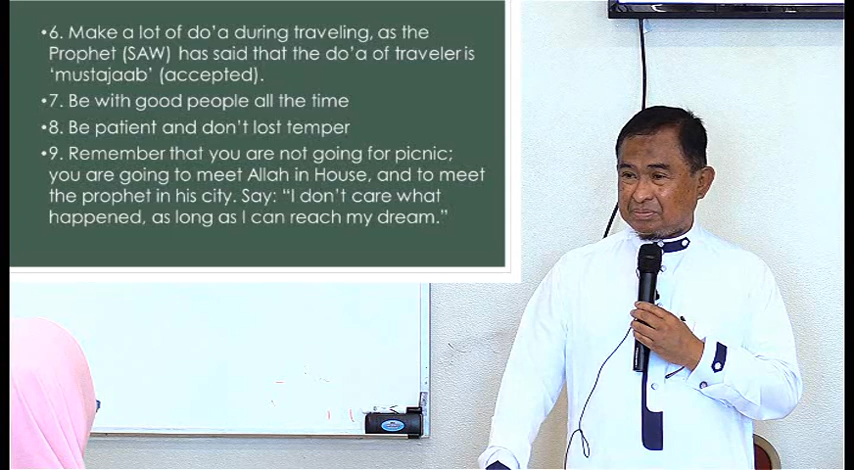 •6. Make a lot of do’a during traveling, as the
Prophet (SAW) has said that the do’a of traveler is
‘mustajaab’ (accepted).
•7. Be with good people all the time
•8. Be patient and don’t lost temper
•9. Remember that you are not going for picnic;
you are going to meet Allah in House, and to meet
the prophet in his city. Say: “I don’t care what
happened, as long as I can reach my dream.”